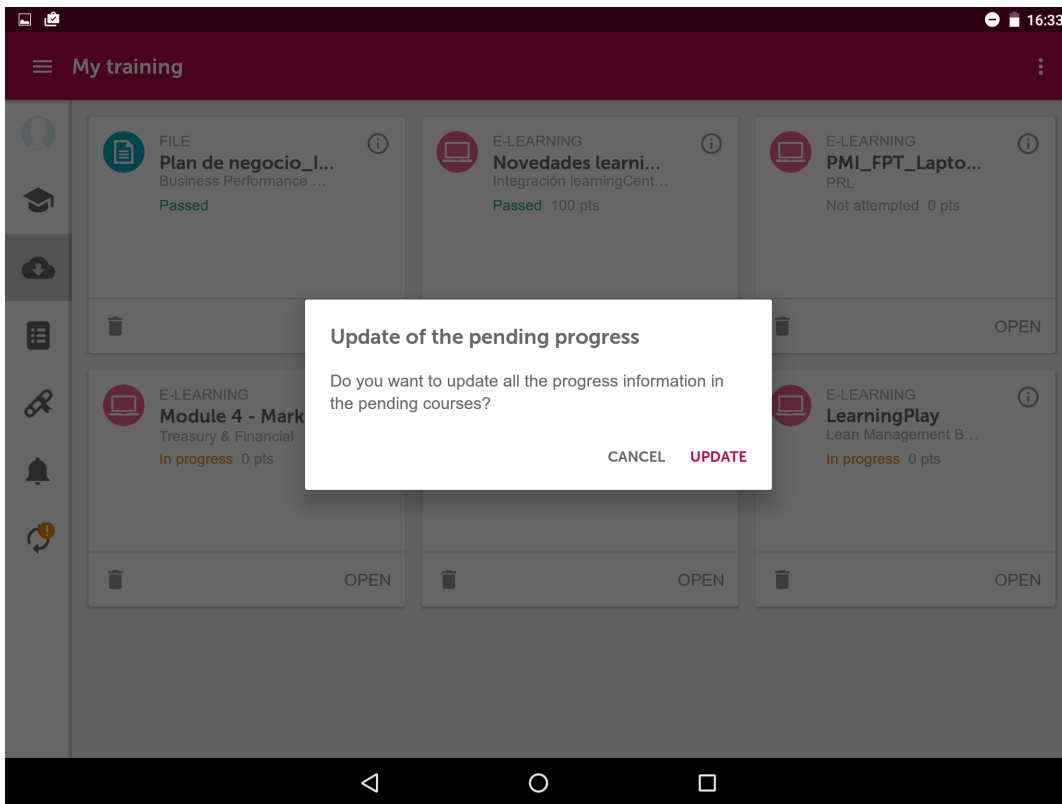 16:33
My training
FILE
Plan de negocio_I...
Business Performance ...
Passed
E-LEARNING
Novedades learni...
Integración learningCent...
Passed 100 pts
E-LEARNING
PMI_FPT_Lapto...
PRL
Not attempted 0 pts
OPEN
Update of the pending progress
Do you want to update all the progress information in
the pending courses?
CANCEL UPDATE
E-LEARNING
Module 4 - Mark
Treasury & Financial
In progress 0 pts
OPEN
OPEN
E-LEARNING
LearningPlay
Lean Management B...
In progress 0 pts
OPEN